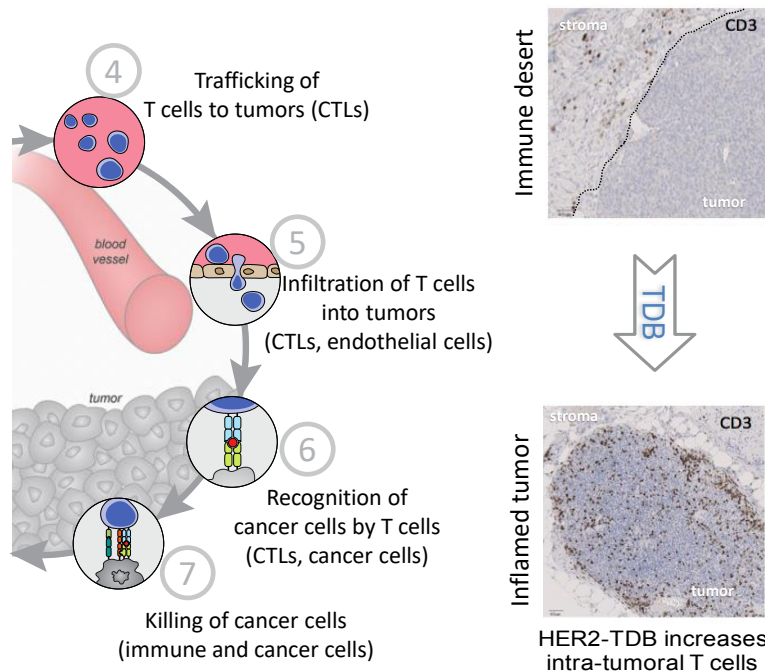 4
Trafficking of
T cells to tumors (CTLs)
blood
vessel
5
Infiltration of T cells
into tumors
(CTLs, endothelial cells)
tumor
6
Recognition of
cancer cells by T cells
(CTLs, cancer cells)
7
Killing of cancer cells
(immune and cancer cells)
Immune desert
stroma
CD3
tumor
TDB
Inflamed tumor
stroma
CD3
tumor
HER2-TDB increases
intra-tumoral T cells